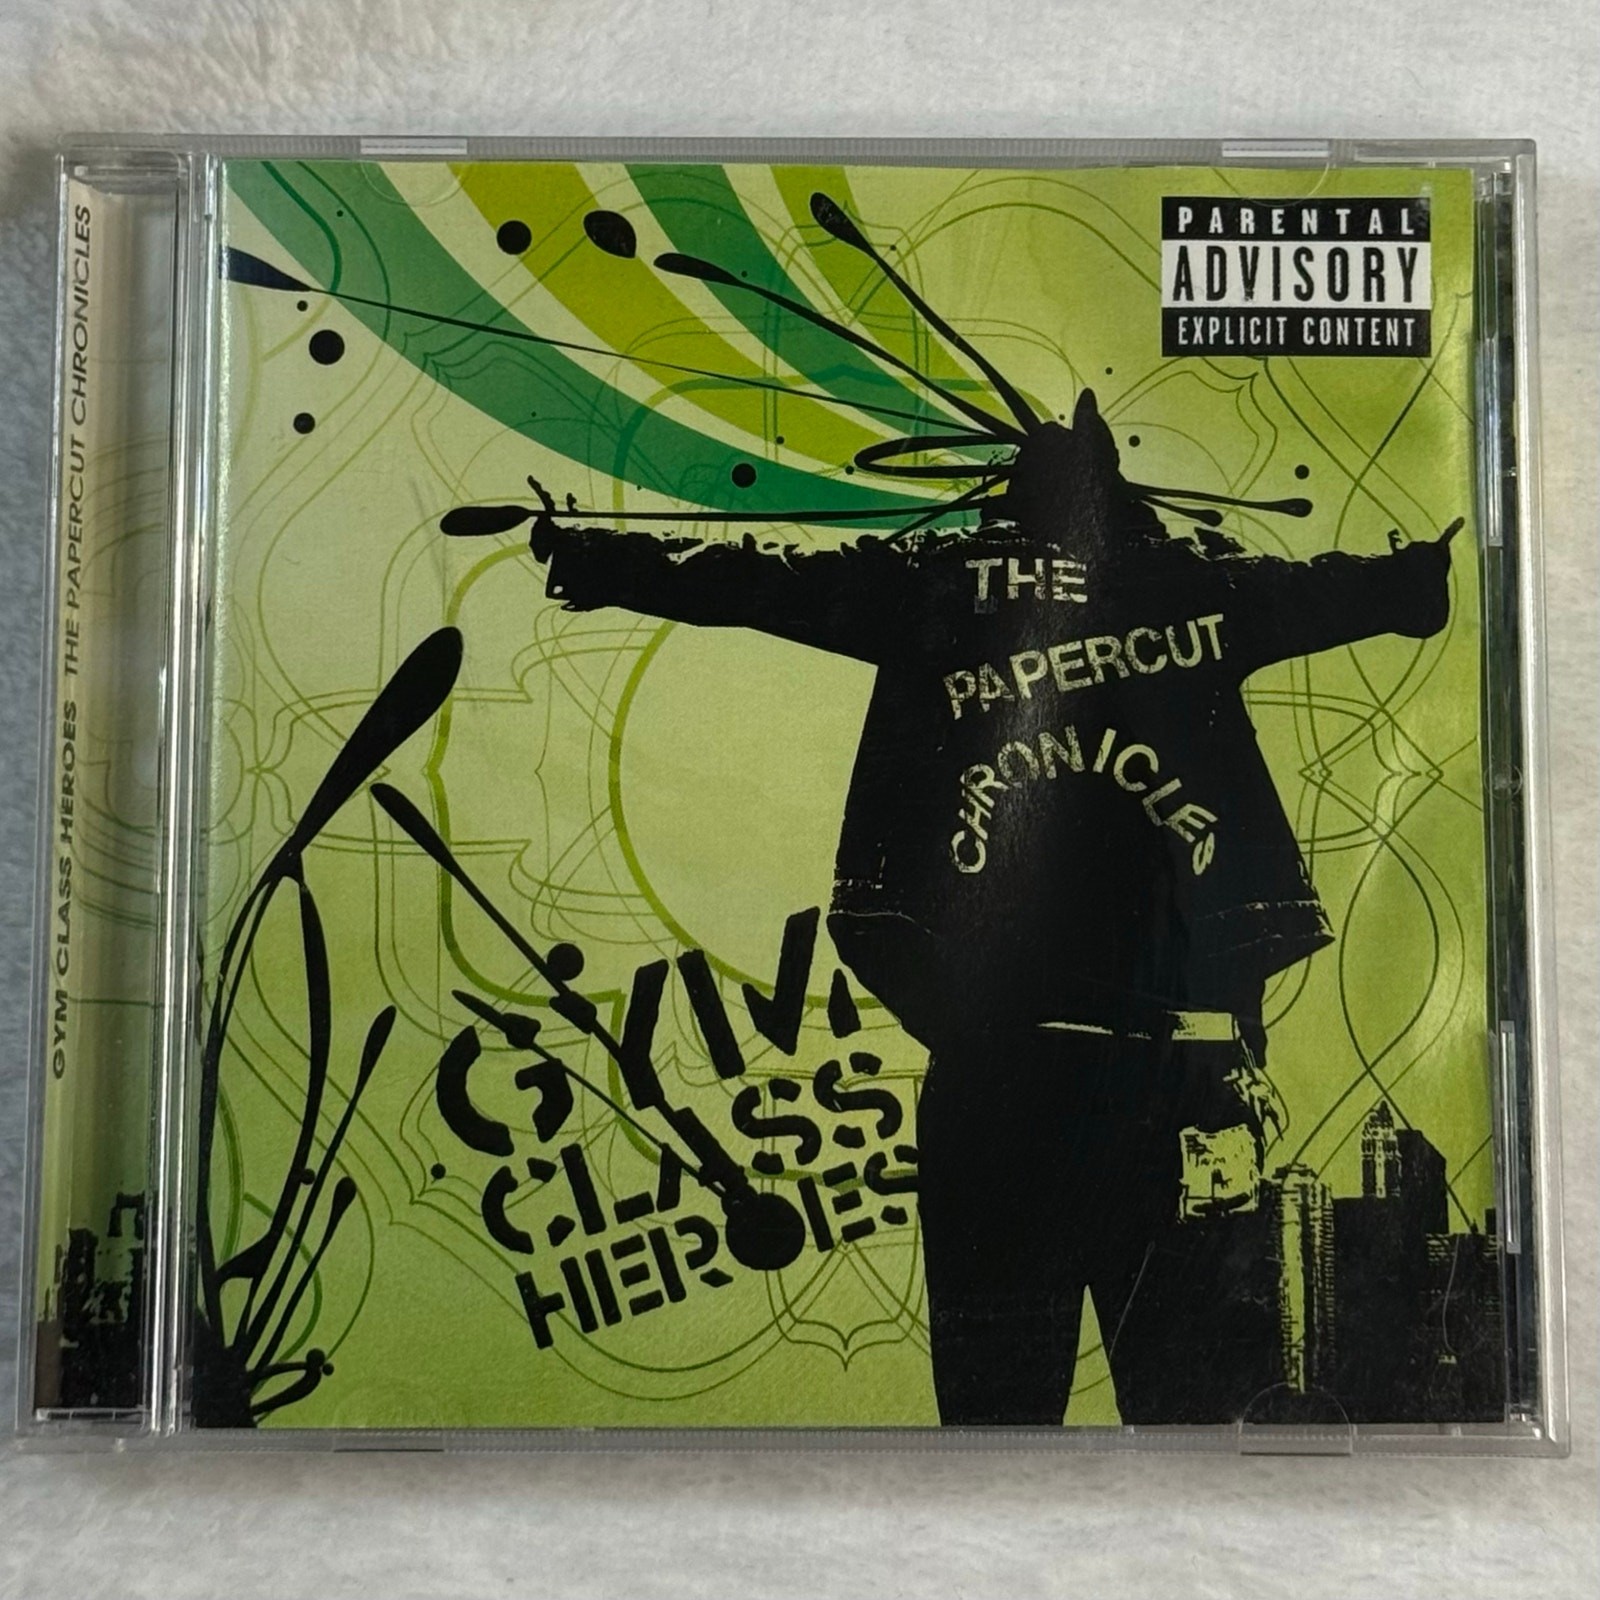 GYM CLASS HEROES THE PAPERCUT CHRONICLES
PARENTAL
ADVISORY
EXPLICIT CONTENT
THE
PAPERCUT
CHRONICLES
GYM
CLASS
HEROES